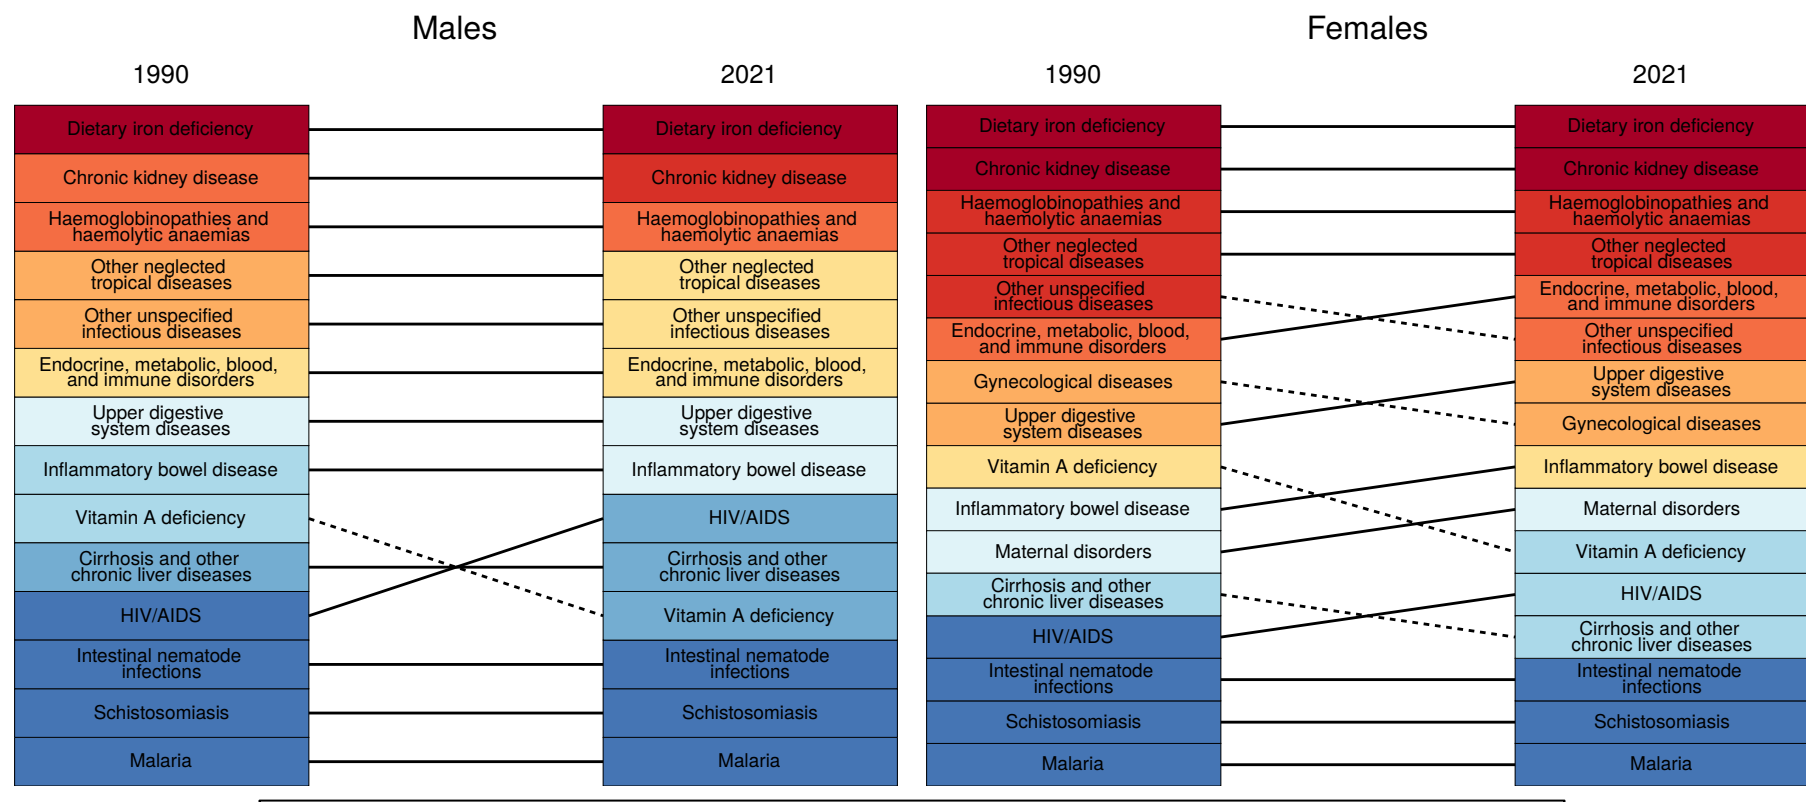 Males
Females
1990
2021
1990
2021
Dietary iron deficiency
Chronic kidney disease
Haemoglobinopathies and
haemolytic anaemias
Other neglected
tropical diseases
Other unspecified
infectious diseases
Endocrine, metabolic, blood,
and immune disorders
Upper digestive
system diseases
Inflammatory bowel disease
Vitamin A deficiency
Cirrhosis and other
chronic liver diseases
HIV/AIDS
Intestinal nematode
infections
Schistosomiasis
Malaria
Dietary iron deficiency
Chronic kidney disease
Haemoglobinopathies and
haemolytic anaemias
Other neglected
tropical diseases
Other unspecified
infectious diseases
Endocrine, metabolic, blood,
and immune disorders
Upper digestive
system diseases
Inflammatory bowel disease
HIV/AIDS
Cirrhosis and other
chronic liver diseases
Vitamin A deficiency
Intestinal nematode
infections
Schistosomiasis
Malaria
Dietary iron deficiency
Chronic kidney disease
Haemoglobinopathies and
haemolytic anaemias
Other neglected
tropical diseases
Other unspecified
infectious diseases
Endocrine, metabolic, blood,
and immune disorders
Gynecological diseases
Upper digestive
system diseases
Vitamin A deficiency
Inflammatory bowel disease
Maternal disorders
Cirrhosis and other
chronic liver diseases
HIV/AIDS
Intestinal nematode
infections
Schistosomiasis
Malaria
Dietary iron deficiency
Chronic kidney disease
Haemoglobinopathies and
haemolytic anaemias
Other neglected
tropical diseases
Endocrine, metabolic, blood,
and immune disorders
Other unspecified
infectious diseases
Upper digestive
system diseases
Gynecological diseases
Inflammatory bowel disease
Maternal disorders
Vitamin A deficiency
HIV/AIDS
Cirrhosis and other
chronic liver diseases
Intestinal nematode
infections
Schistosomiasis
Malaria